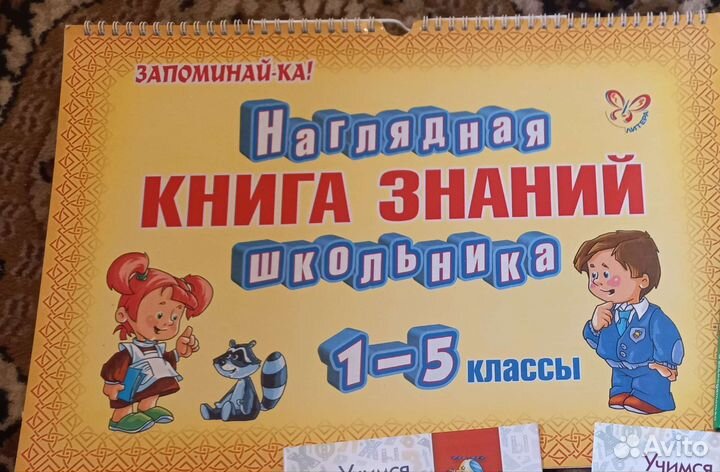 ЗАПОМИНАЙ-КА!
ЛИТЕРА
НАГЛЯДНАЯ
КНИГА ЗНАНИЙ
ШКОЛЬНИКА
1-5 КЛАССЫ
Учимся
Учимся
Avito